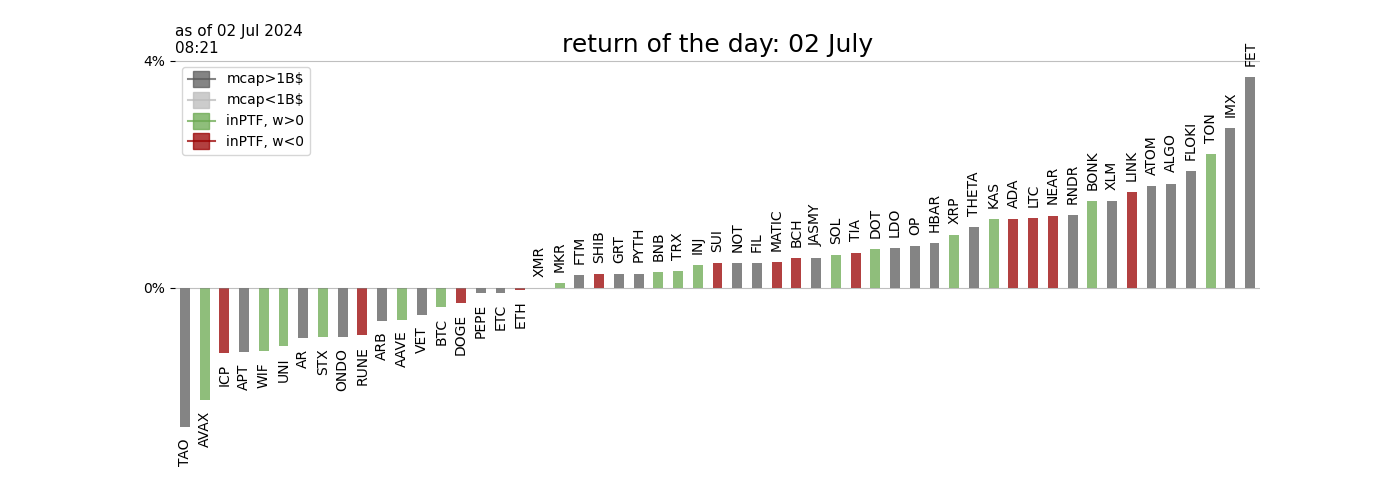 as of 02 Jul 2024
08:21
return of the day: 02 July
4%
0%
mcap>1B$
mcap<1B$
inPTF, w>0
inPTF, w<0
TAO
AVAX
ICP
APT
WIF
UNI
AR
STX
ONDO
RUNE
ARB
AAVE
VET
BTC
DOGE
PEPE
ETC
ETH
XMR
MKR
FTM
SHIB
GRT
PYTH
BNB
TRX
INJ
SUI
NOT
FIL
MATIC
BCH
JASMY
SOL
TIA
DOT
LDO
OP
HBAR
XRP
THETA
KAS
ADA
LTC
NEAR
RNDR
BONK
XLM
LINK
ATOM
ALGO
FLOKI
TON
IMX
FET